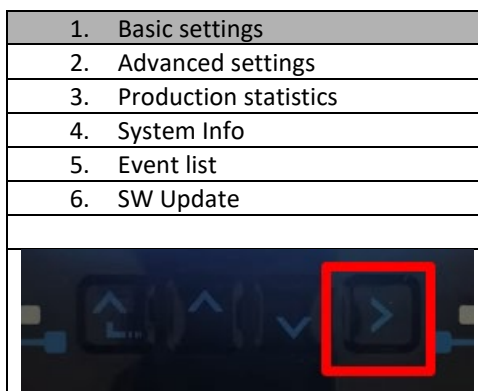 1. Basic settings
2. Advanced settings
3. Production statistics
4. System Info
5. Event list
6. SW Update